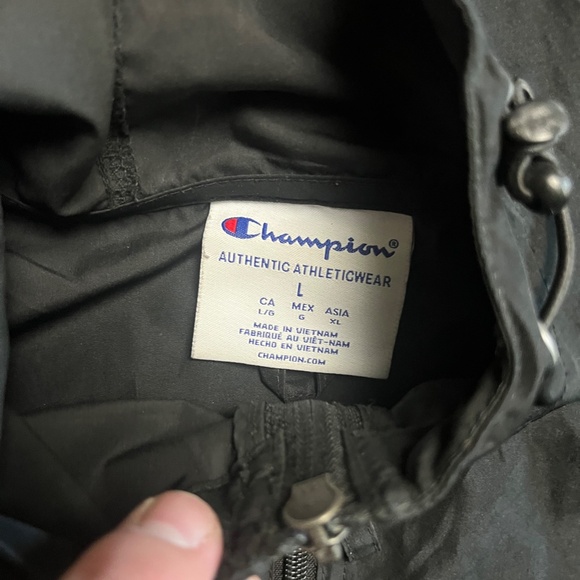 Champion®
AUTHENTIC ATHLETICWEAR
L
CA MEX ASIA
L/G G XL
MADE IN VIETNAM
FABRIQUÉ AU VIÊT-NAM
HECHO EN VIETNAM
CHAMPION.COM